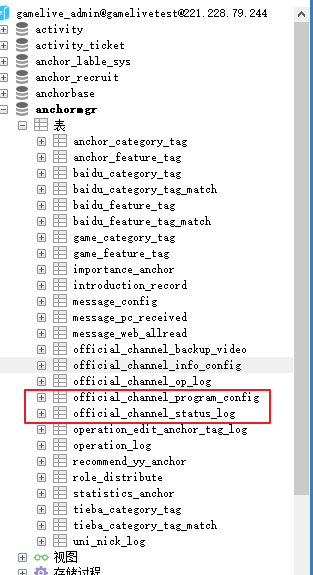 gamelive_admin@gamelivetest@221.228.79.244
activity
activity_ticket
anchor_lable_sys
anchor_recruit
anchorbase
anchormgr
表
anchor_category_tag
anchor_feature_tag
baidu_category_tag
baidu_category_tag_match
baidu_feature_tag
baidu_feature_tag_match
game_category_tag
game_feature_tag
importance_anchor
introduction_record
message_config
message_pc_received
message_web_allread
official_channel_backup_video
official_channel_info_config
official_channel_op_log
official_channel_program_config
official_channel_status_log
operation_edit_anchor_tag_log
operation_log
recommend_yy_anchor
role_distribute
statistics_anchor
tieba_category_tag
tieba_category_tag_match
uni_nick_log
视图
存储过程